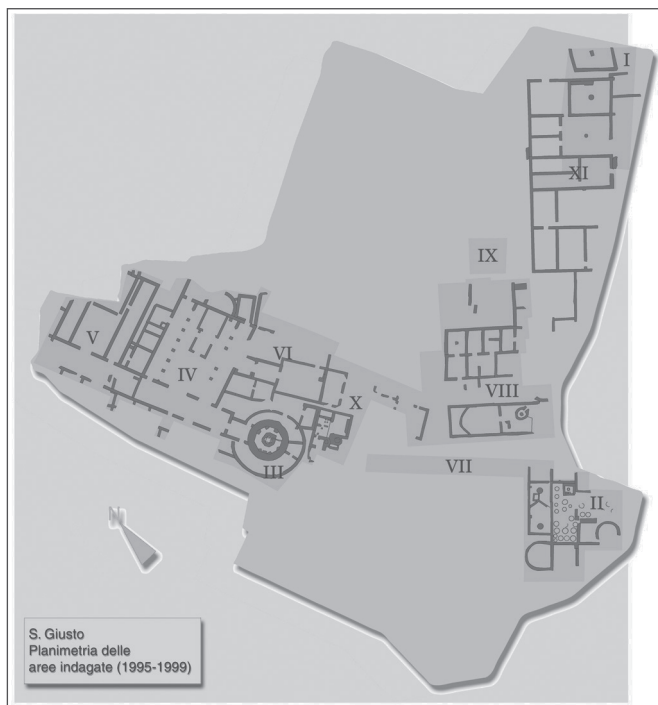 I
XI
IX
V
IV
VI
X
VIII
III
VII
II
N
S. Giusto
Planimetria delle
aree indagate (1995-1999)